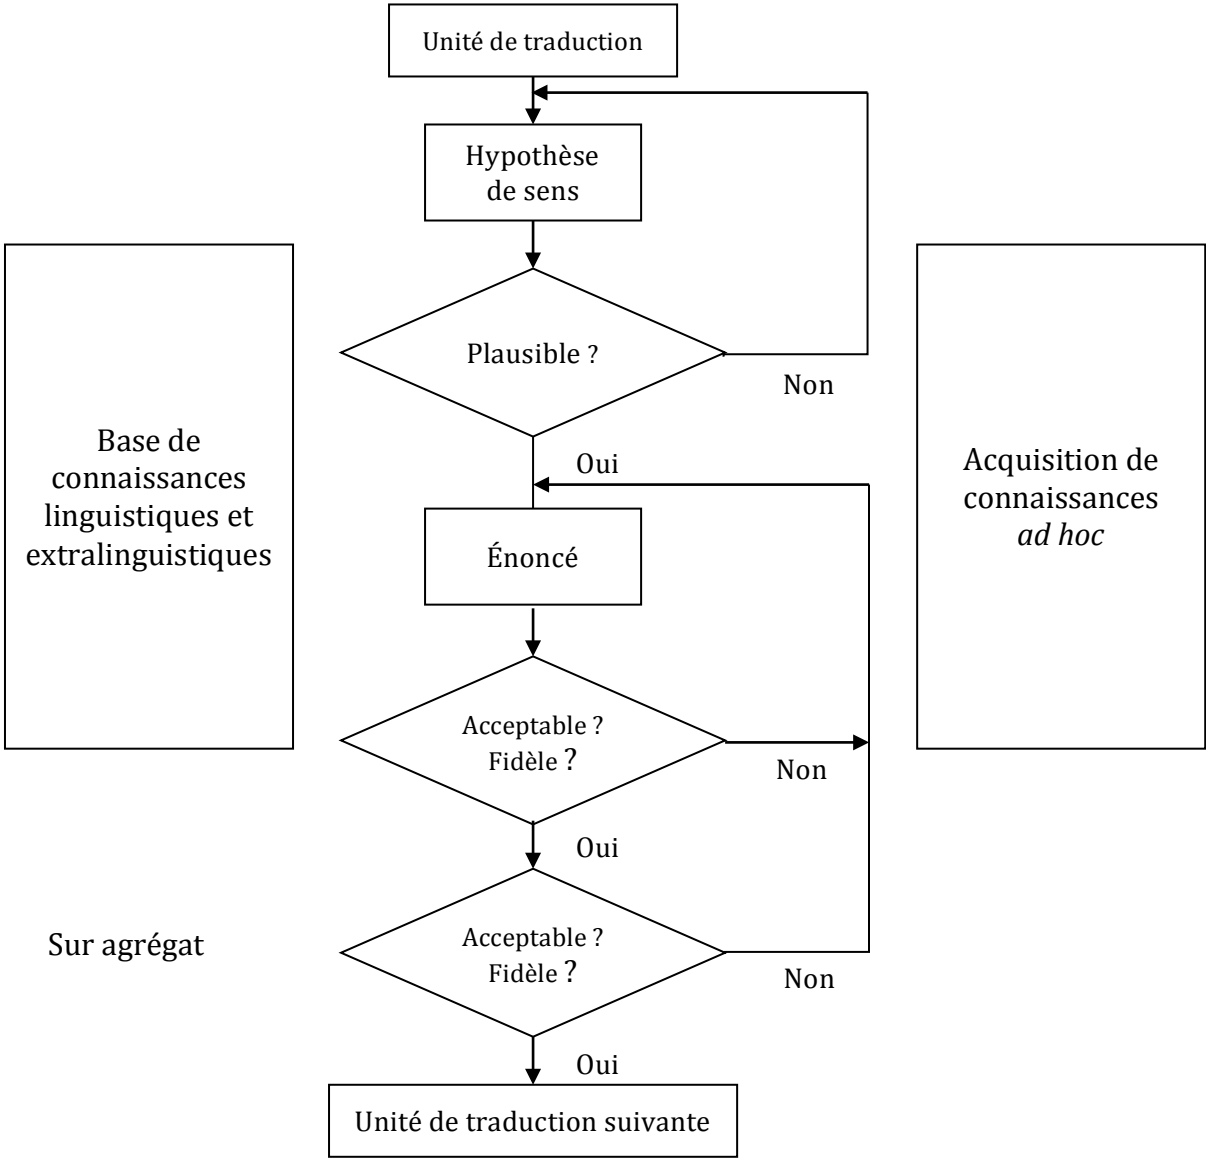 Unité de traduction
Hypothèse
de sens
Plausible ?
Non
Oui
Base de
connaissances
linguistiques et
extralinguistiques
Acquisition de
connaissances
ad hoc
Énoncé
Acceptable ?
Fidèle ?
Non
Oui
Sur agrégat
Acceptable ?
Fidèle ?
Non
Oui
Unité de traduction suivante